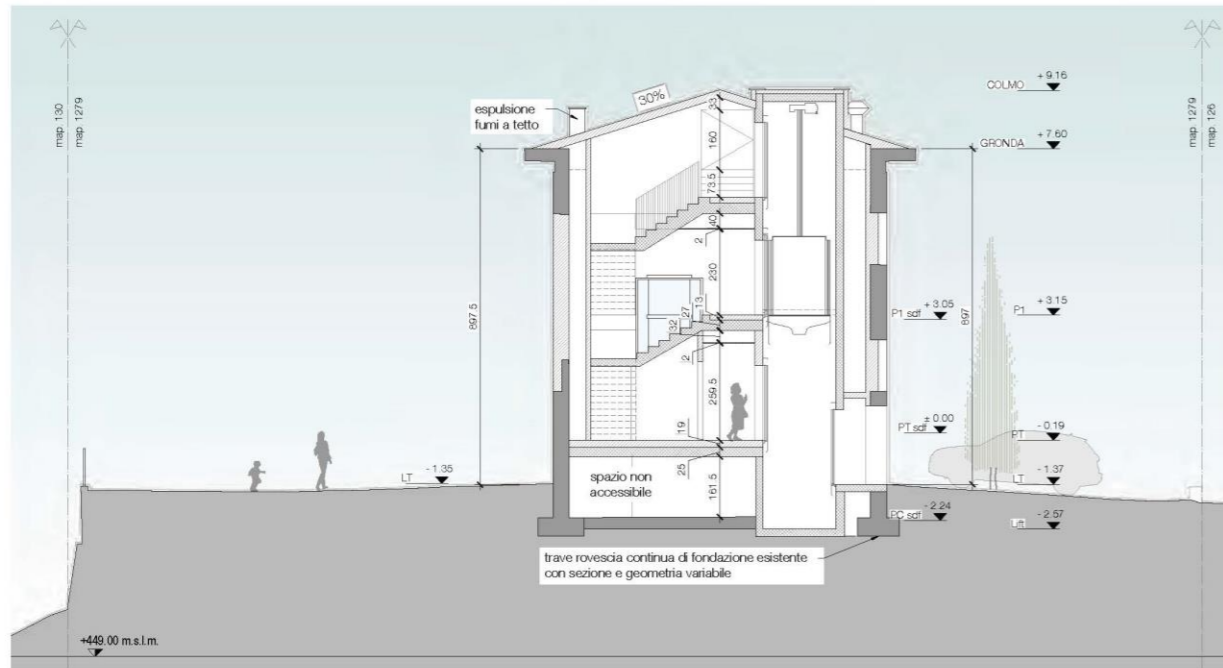 map. 130
map. 1279
map. 1279
map. 126
espulsione
fumi a tetto
30%
COLMO
+ 9.16
GRONDA
+ 7.60
33
160
73.5
40
2
230
13
27
32
2
259.5
19
25
161.5
897.5
897
P1 sdf
+ 3.05
P1
+ 3.15
PT sdf
± 0.00
PT
- 0.19
LT
- 1.35
LT
- 1.37
PC sdf
- 2.24
Lift
- 2.57
spazio non
accessibile
trave rovescia continua di fondazione esistente
con sezione e geometria variabile
+449.00 m.s.l.m.